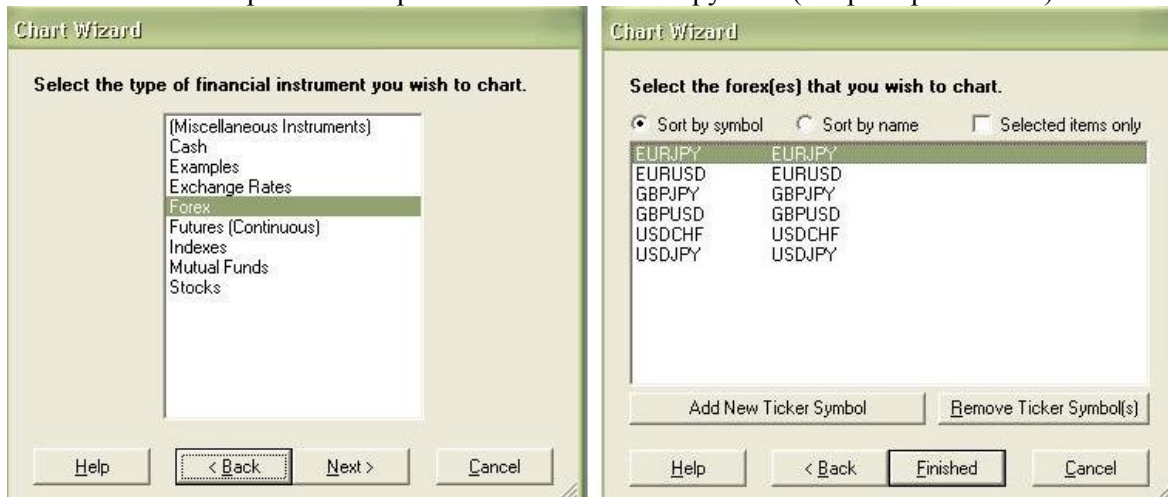 Chart Wizard
Select the type of financial instrument you wish to chart.
(Miscellaneous Instruments)
Cash
Examples
Exchange Rates
Forex
Futures (Continuous)
Indexes
Mutual Funds
Stocks
Help
< Back
Next >
Cancel
Chart Wizard
Select the forex(es) that you wish to chart.
Sort by symbol Sort by name Selected items only
EURJPY EURJPY
EURUSD EURUSD
GBPJPY GBPJPY
GBPUSD GBPUSD
USDCHF USDCHF
USDJPY USDJPY
Add New Ticker Symbol
Remove Ticker Symbol(s)
Help
< Back
Finished
Cancel